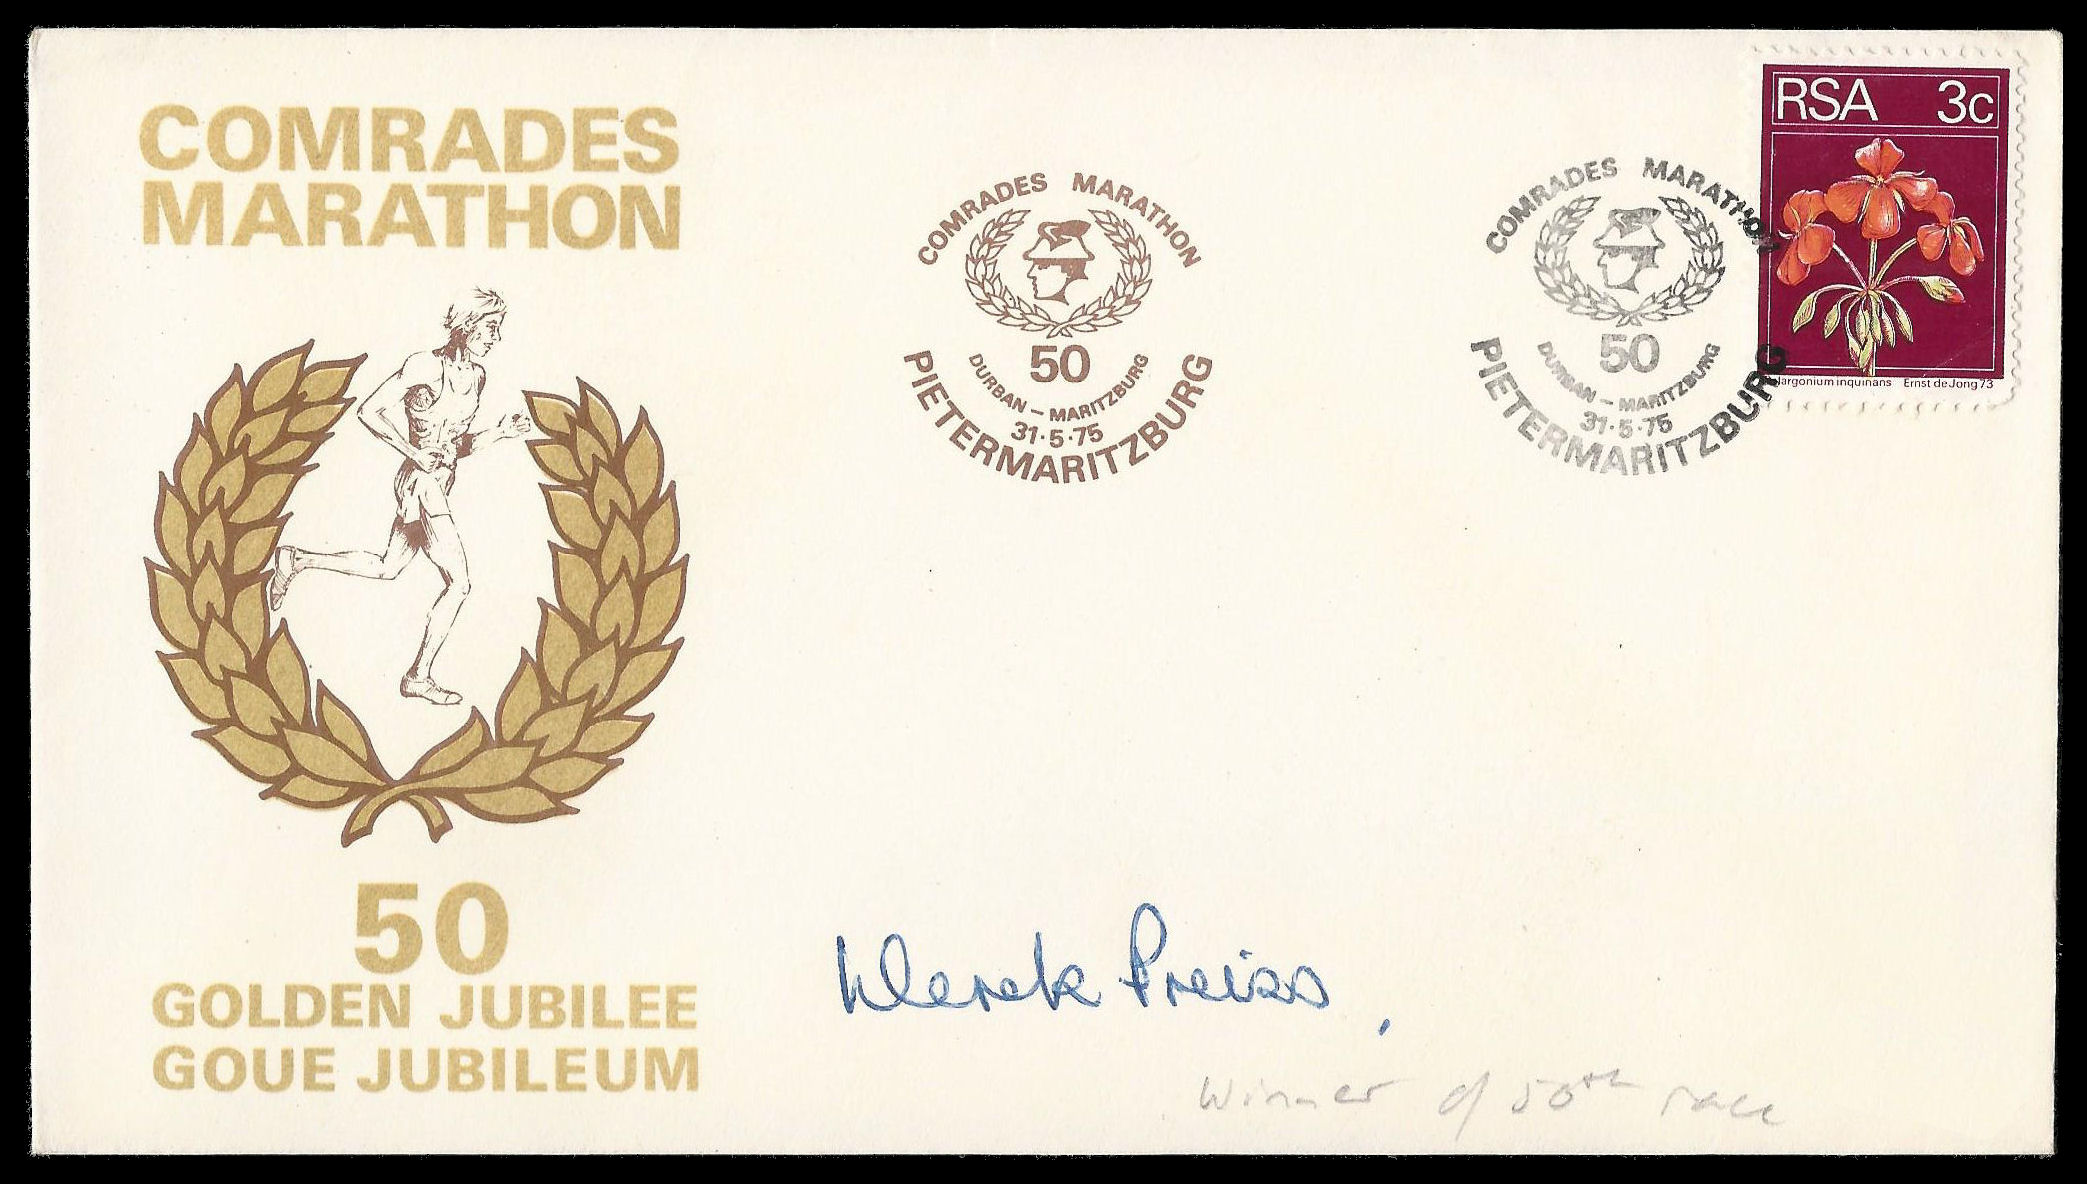 COMRADES
MARATHON
50
GOLDEN JUBILEE
GOUE JUBILEUM
COMRADES MARATHON
50
DURBAN – MARITZBURG
31·5·75
PIETERMARITZBURG
COMRADES MARATHON
50
DURBAN – MARITZBURG
31·5·75
PIETERMARITZBURG
RSA 3c
largonium inquinans Ernst de Jong 73
Derek Preiss
Winner of 50th race